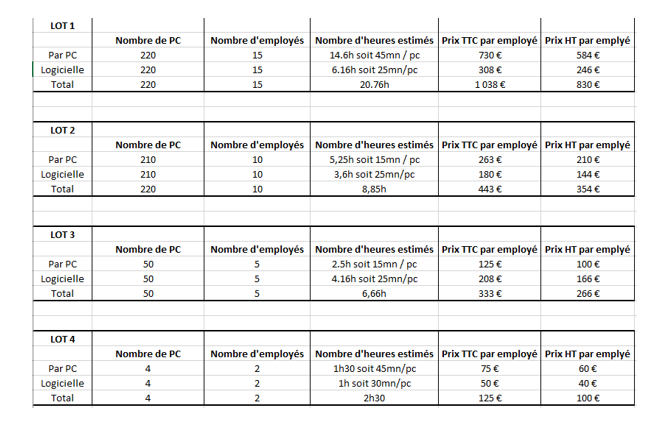 LOT 1
Nombre de PC Nombre d'employés Nombre d'heures estimés Prix TTC par employé Prix HT par emplyé
Par PC 220 15 14.6h soit 45mn / pc 730 € 584 €
Logicielle 220 15 6.16h soit 25mn/pc 308 € 246 €
Total 220 15 20.76h 1 038 € 830 €
LOT 2
Nombre de PC Nombre d'employés Nombre d'heures estimés Prix TTC par employé Prix HT par emplyé
Par PC 210 10 5,25h soit 15mn / pc 263 € 210 €
Logicielle 210 10 3,6h soit 25mn/pc 180 € 144 €
Total 220 10 8,85h 443 € 354 €
LOT 3
Nombre de PC Nombre d'employés Nombre d'heures estimés Prix TTC par employé Prix HT par emplyé
Par PC 50 5 2.5h soit 15mn / pc 125 € 100 €
Logicielle 50 5 4.16h soit 25mn/pc 208 € 166 €
Total 50 5 6,66h 333 € 266 €
LOT 4
Nombre de PC Nombre d'employés Nombre d'heures estimés Prix TTC par employé Prix HT par emplyé
Par PC 4 2 1h30 soit 45mn/pc 75 € 60 €
Logicielle 4 2 1h soit 30mn/pc 50 € 40 €
Total 4 2 2h30 125 € 100 €